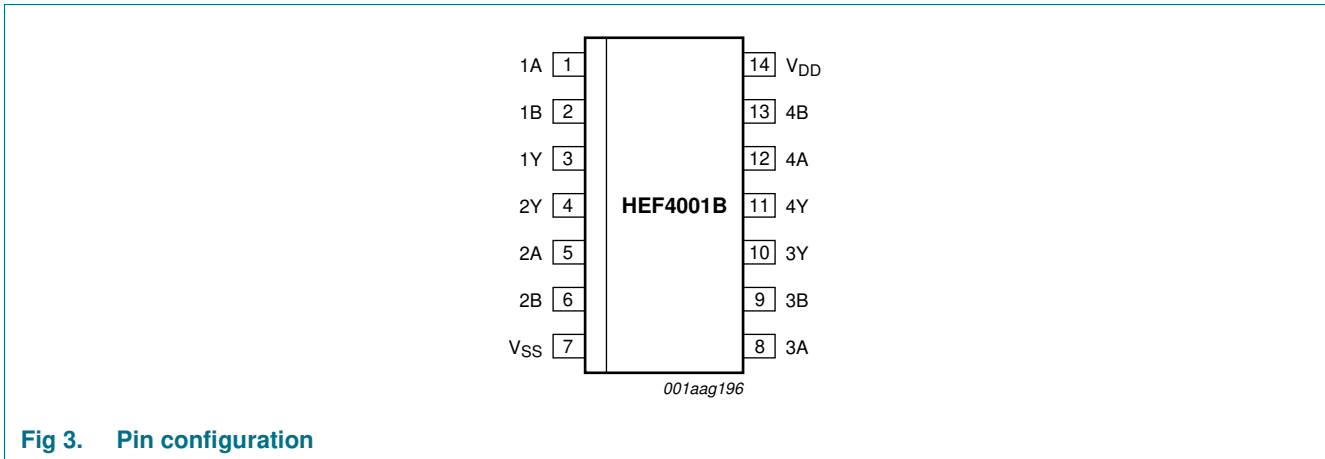 1A 1 14 VDD
1B 2 13 4B
1Y 3 12 4A
2Y 4 HEF4001B 11 4Y
2A 5 10 3Y
2B 6 9 3B
VSS 7 8 3A
001aag196
Fig 3. Pin configuration